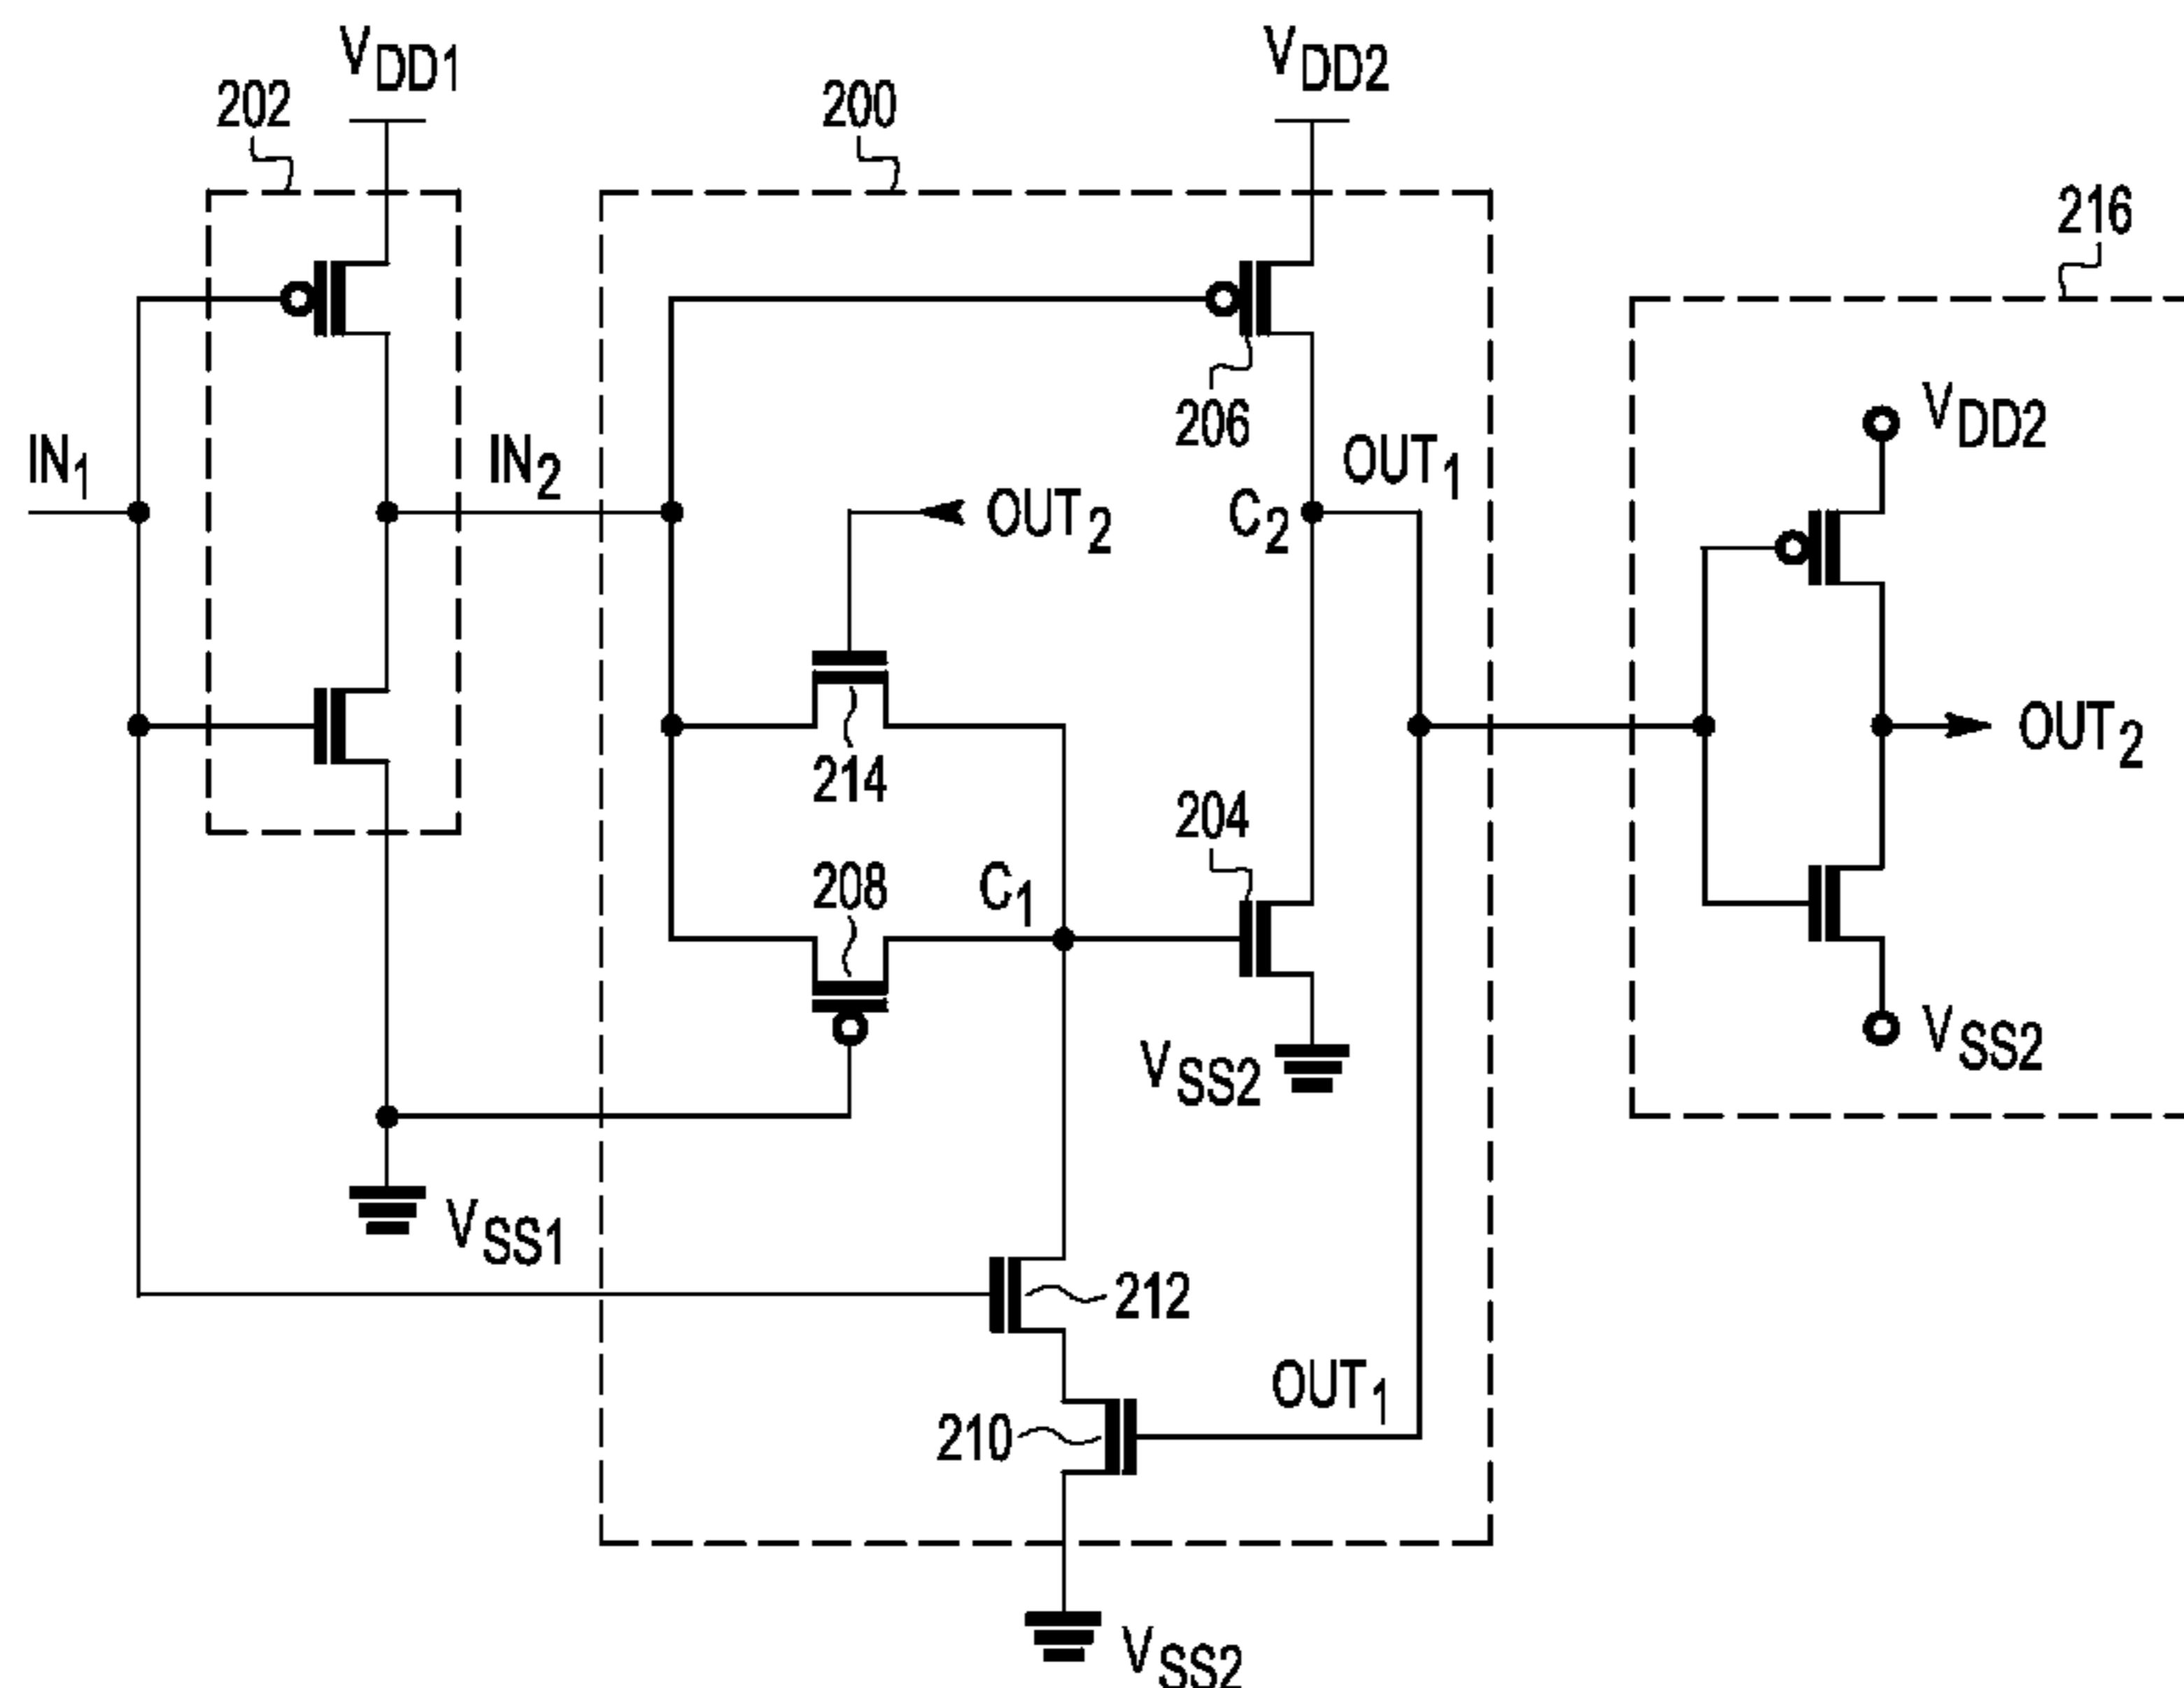 VDD1
VDD2
202
200
216
206
VDD2
IN1
IN2
OUT1
OUT2
C2
OUT2
214
204
208
C1
VSS2
VSS2
VSS1
212
OUT1
210
VSS2